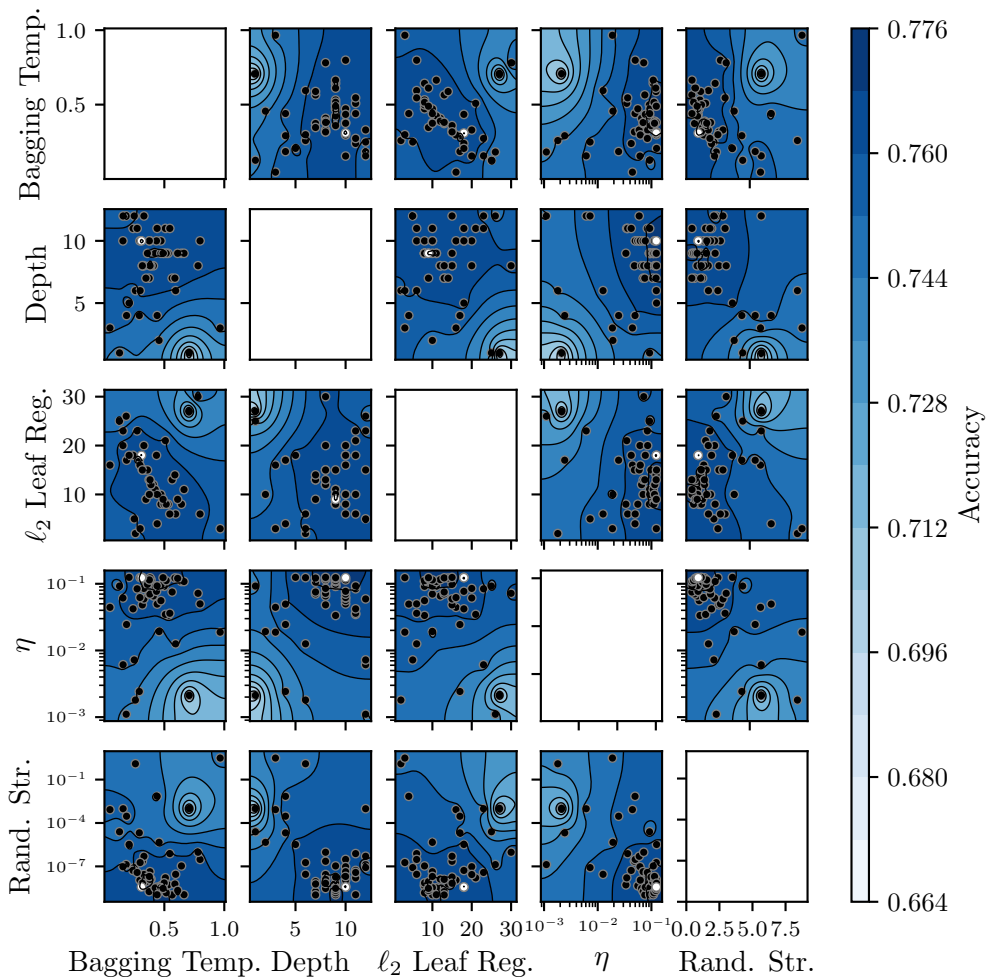 Bagging Temp.
1.0
0.5
Depth
10
5
ℓ₂ Leaf Reg.
30
20
10
η
10⁻¹
10⁻²
10⁻³
Rand. Str.
10⁻¹
10⁻⁴
10⁻⁷
0.5 1.0 5 10 10 20 30 10⁻³ 10⁻² 10⁻¹ 0.0 2.5 5.0 7.5
Bagging Temp. Depth ℓ₂ Leaf Reg. η Rand. Str.
0.776
0.760
0.744
0.728
0.712
0.696
0.680
0.664
Accuracy